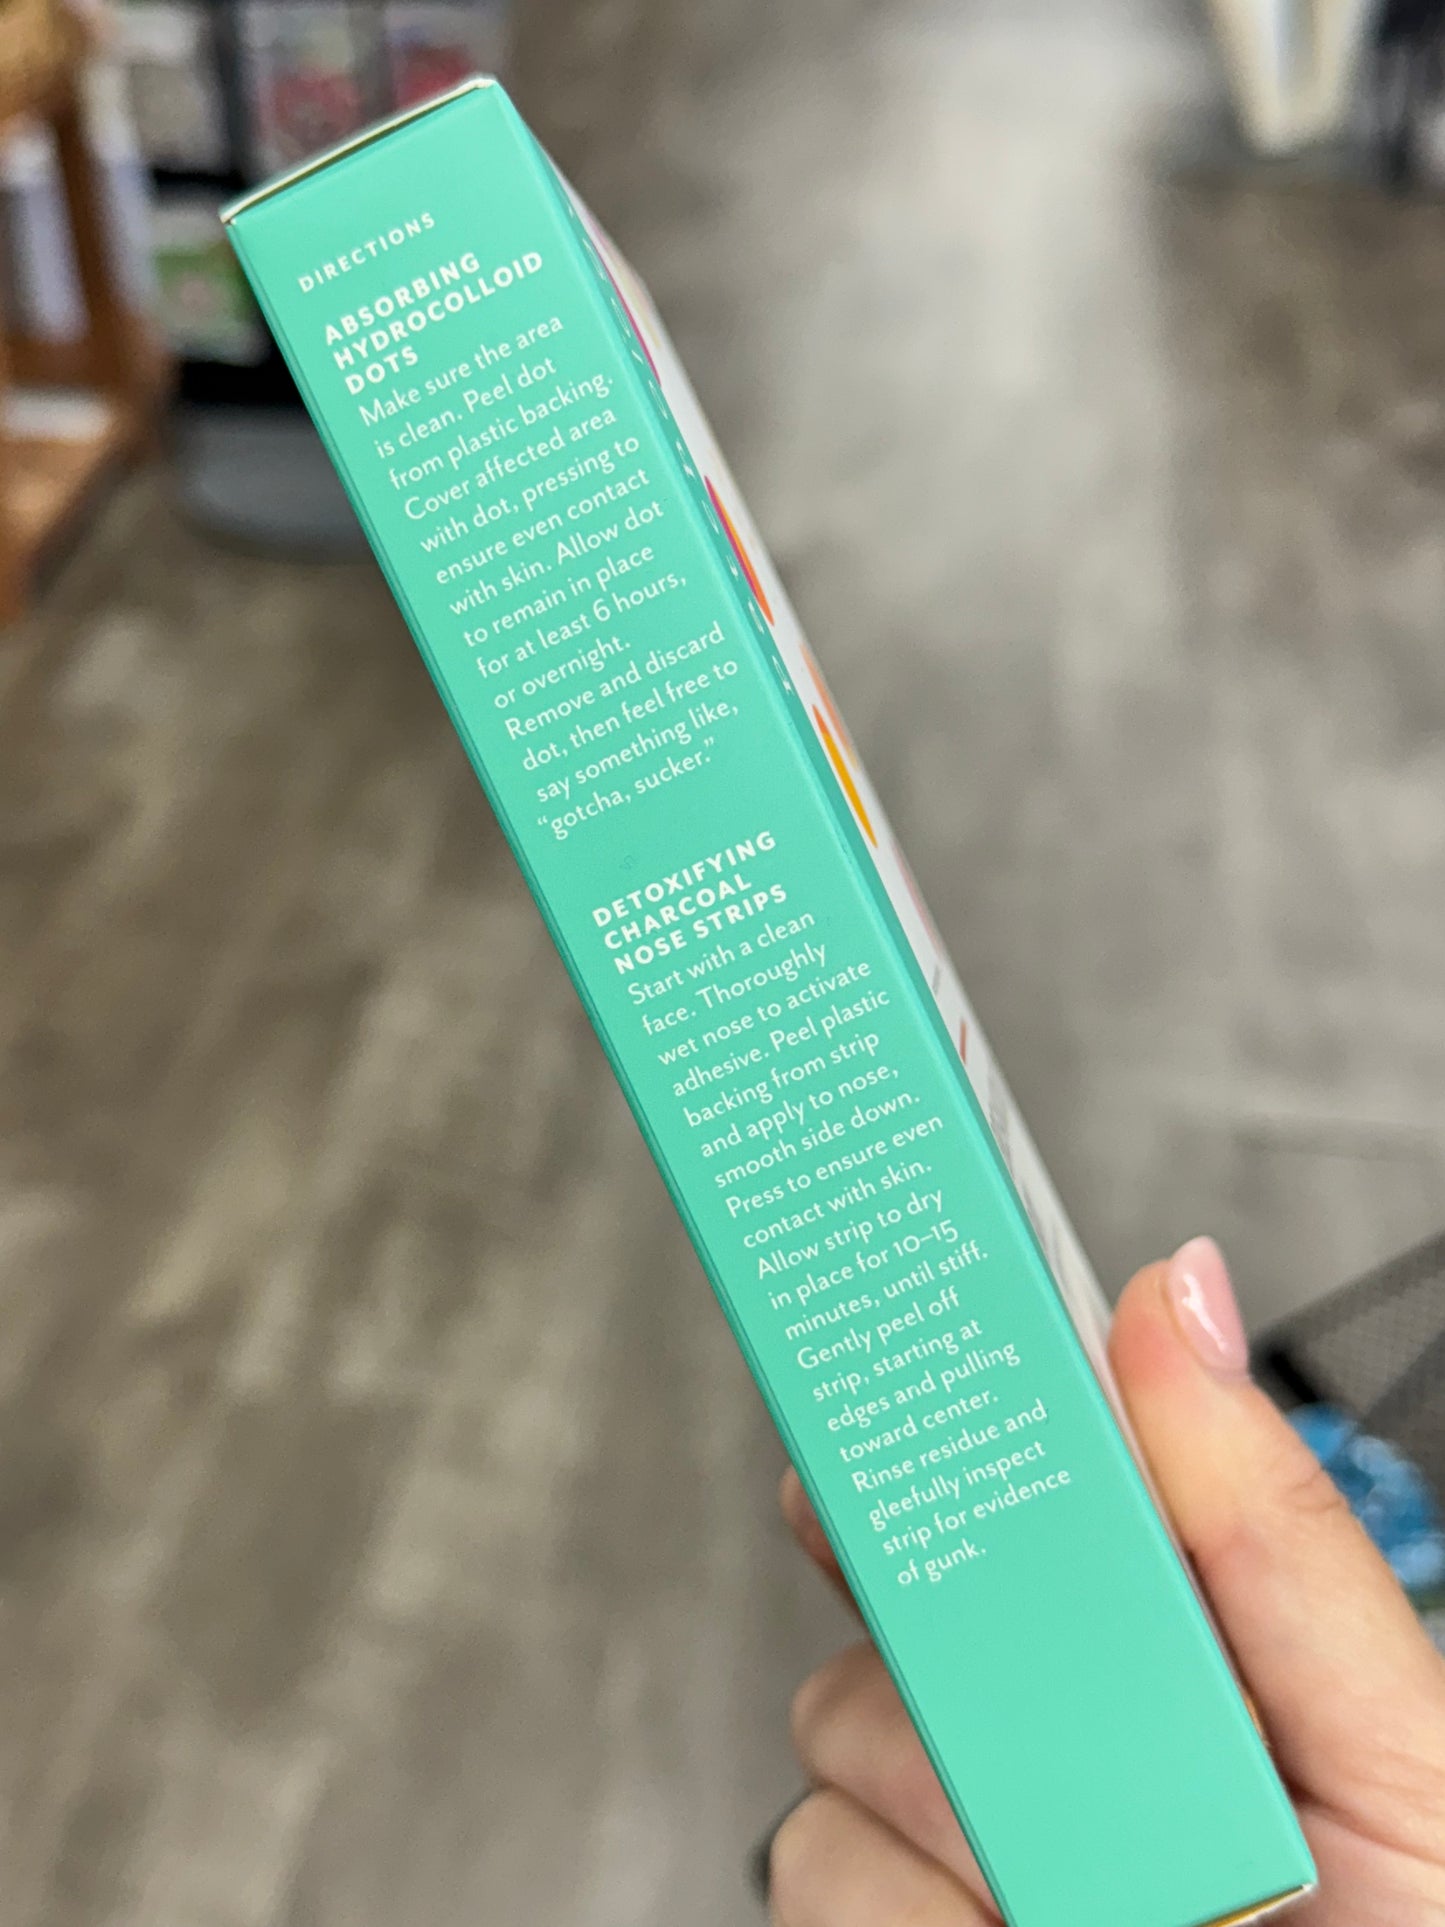 DIRECTIONS
ABSORBING
HYDROCOLLOID
DOTS
Make sure the area
is clean. Peel dot
from plastic backing.
Cover affected area
with dot, pressing to
ensure even contact
with skin. Allow dot
to remain in place
for at least 6 hours,
or overnight.
Remove and discard
dot, then feel free to
say something like,
“gotcha, sucker.”
DETOXIFYING
CHARCOAL
NOSE STRIPS
Start with a clean
face. Thoroughly
wet nose to activate
adhesive. Peel plastic
backing from strip
and apply to nose,
smooth side down.
Press to ensure even
contact with skin.
Allow strip to dry
in place for 10–15
minutes, until stiff.
Gently peel off
strip, starting at
edges and pulling
toward center.
Rinse residue and
gleefully inspect
strip for evidence
of gunk.